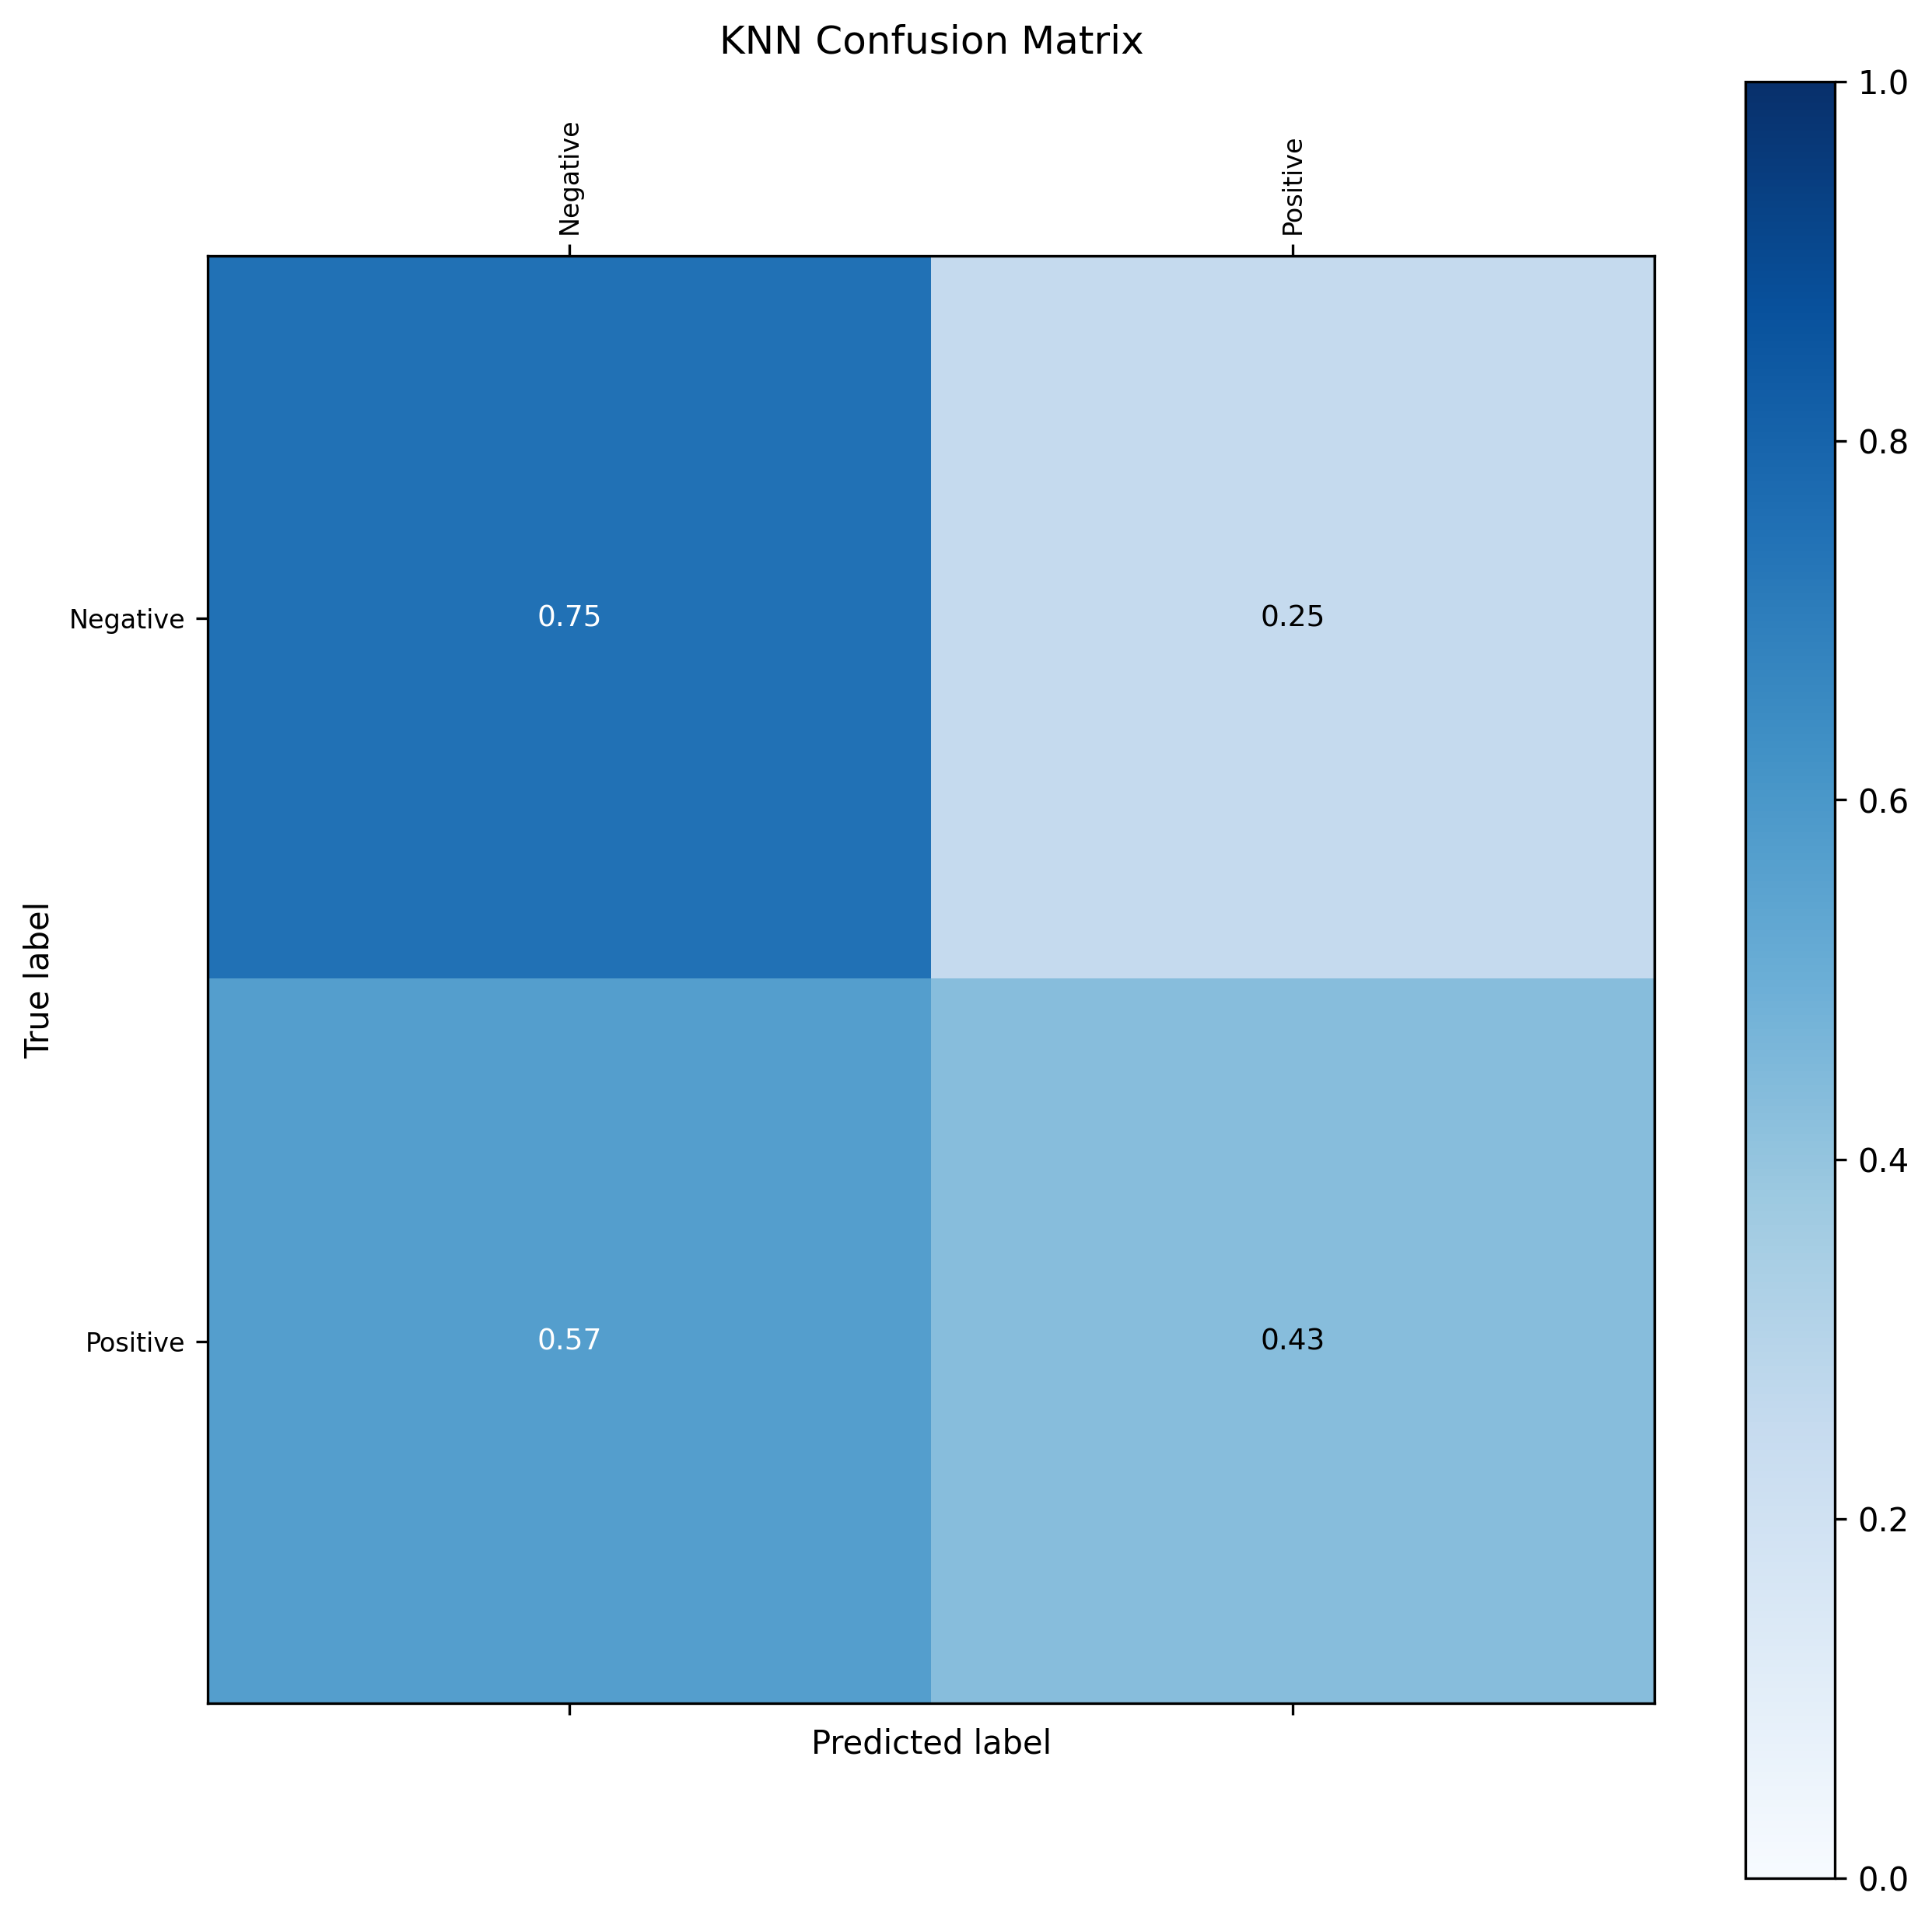 KNN Confusion Matrix
Negative
Positive
1.0
0.8
0.6
0.4
0.2
0.0
True label
Negative
0.75
0.25
Positive
0.57
0.43
Predicted label